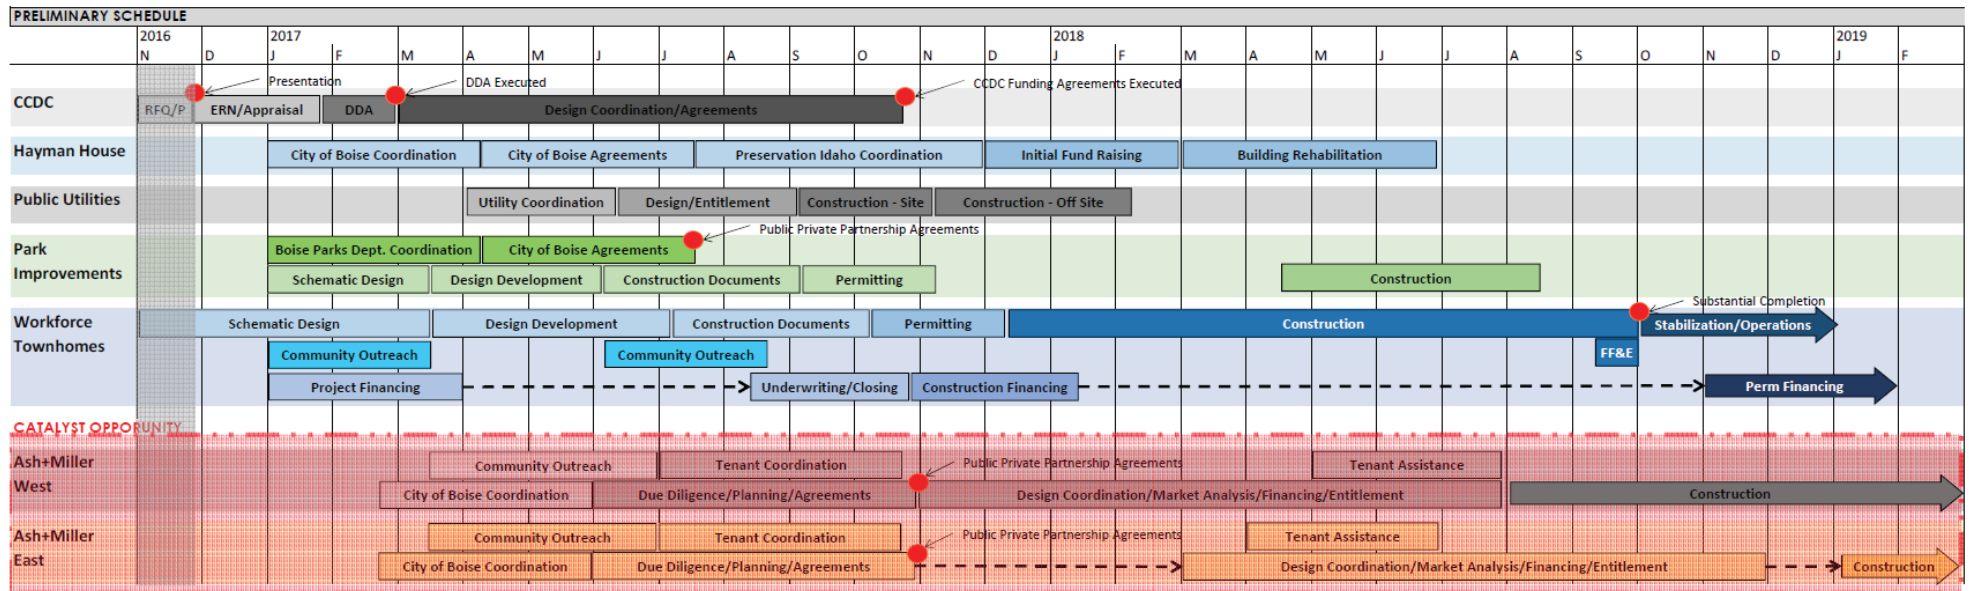 PRELIMINARY SCHEDULE
2016 2017 2018 2019
N D J F M A M J J A S O N D J F M A M J J A S O N D J F
Presentation DDA Executed CCDC Funding Agreements Executed
CCDC RFQ/P ERN/Appraisal DDA Design Coordination/Agreements
Hayman House City of Boise Coordination City of Boise Agreements Preservation Idaho Coordination Initial Fund Raising Building Rehabilitation
Public Utilities Utility Coordination Design/Entitlement Construction - Site Construction - Off Site
Public Private Partnership Agreements
Park Boise Parks Dept. Coordination City of Boise Agreements
Improvements Schematic Design Design Development Construction Documents Permitting Construction
Substantial Completion
Workforce Schematic Design Design Development Construction Documents Permitting Construction Stabilization/Operations
Townhomes Community Outreach Community Outreach FF&E
Project Financing Underwriting/Closing Construction Financing Perm Financing
CATALYST OPPORUNITY
Ash+Miller Community Outreach Tenant Coordination Public Private Partnership Agreements Tenant Assistance
West City of Boise Coordination Due Diligence/Planning/Agreements Design Coordination/Market Analysis/Financing/Entitlement Construction
Ash+Miller Community Outreach Tenant Coordination Public Private Partnership Agreements Tenant Assistance
East City of Boise Coordination Due Diligence/Planning/Agreements Design Coordination/Market Analysis/Financing/Entitlement Construction